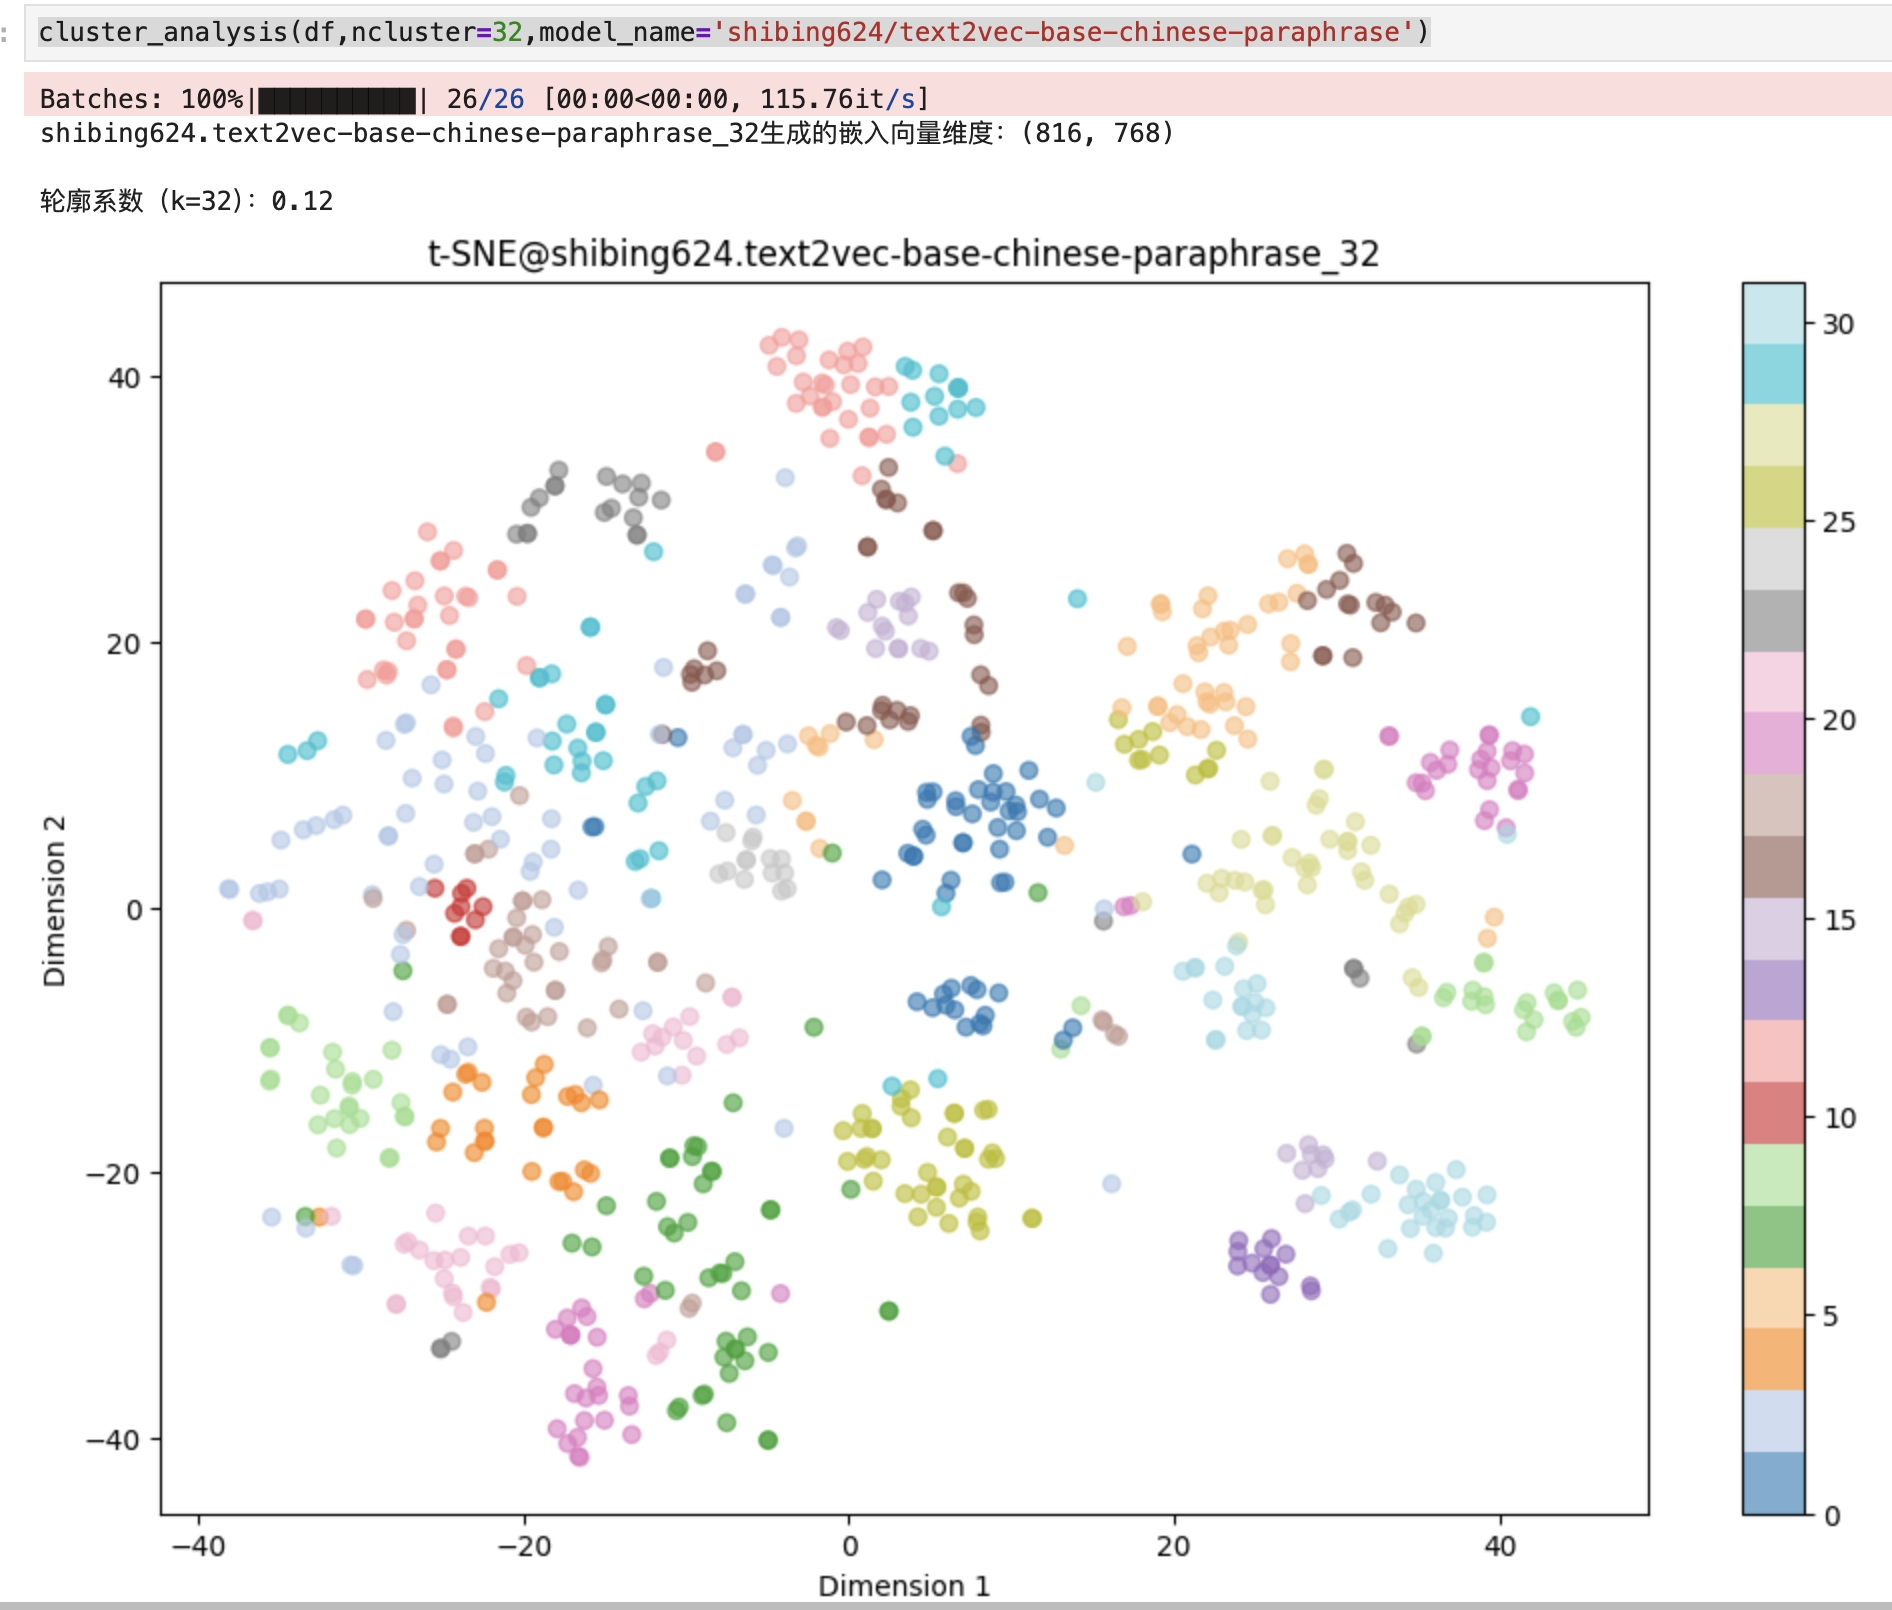 :
cluster_analysis(df,ncluster=32,model_name='shibing624/text2vec-base-chinese-paraphrase')
Batches: 100%|██████████| 26/26 [00:00<00:00, 115.76it/s]
shibing624.text2vec-base-chinese-paraphrase_32生成的嵌入向量维度：(816, 768)
轮廓系数 (k=32)：0.12
t-SNE@shibing624.text2vec-base-chinese-paraphrase_32
40
20
0
−20
−40
Dimension 2
−40
−20
0
20
40
Dimension 1
30
25
20
15
10
5
0